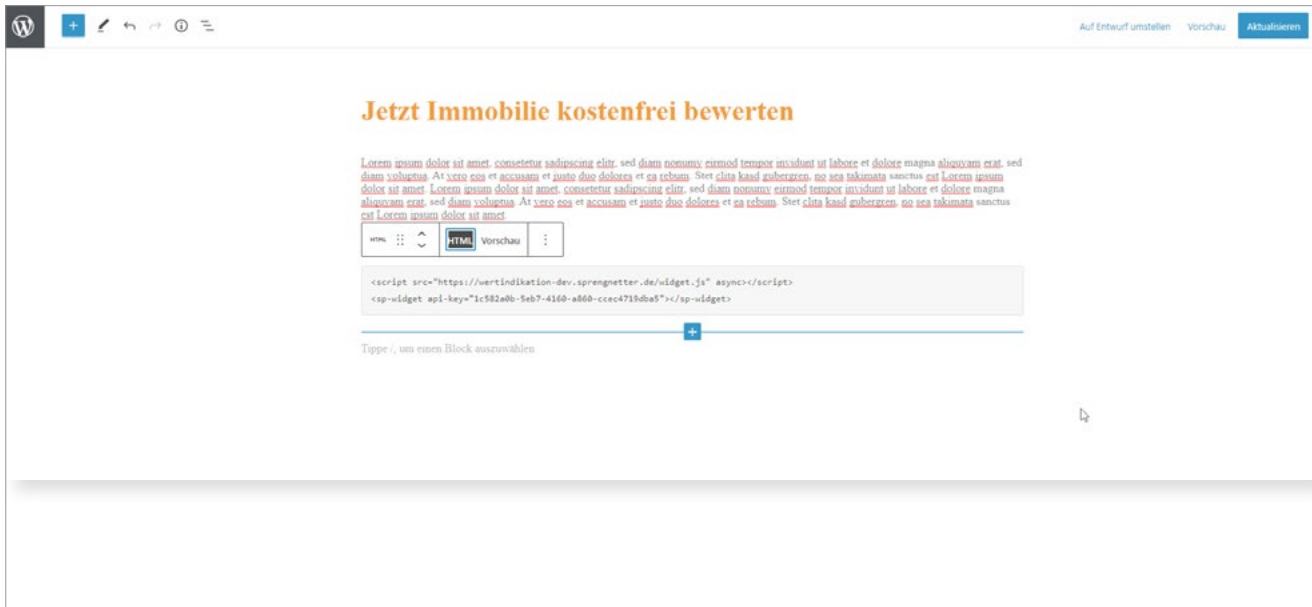 Auf Entwurf umstellen Vorschau Aktualisieren
Jetzt Immobilie kostenfrei bewerten
Lorem ipsum dolor sit amet, consetetur sadipscing elitr, sed diam nonumy eirmod tempor invidunt ut labore et dolore magna aliquyam erat, sed
diam voluptua. At vero eos et accusam et justo duo dolores et ea rebum. Stet clita kasd gubergren, no sea takimata sanctus est Lorem ipsum
dolor sit amet. Lorem ipsum dolor sit amet, consetetur sadipscing elitr, sed diam nonumy eirmod tempor invidunt ut labore et dolore magna
aliquyam erat, sed diam voluptua. At vero eos et accusam et justo duo dolores et ea rebum. Stet clita kasd gubergren, no sea takimata sanctus
est Lorem ipsum dolor sit amet.
HTML HTML Vorschau
<script src="https://wertindikation-dev.sprengnetter.de/widget.js" async></script>
<sp-widget api-key="1c582a0b-5eb7-4160-a860-ccec4719dba5"></sp-widget>
Tippe /, um einen Block auszuwählen